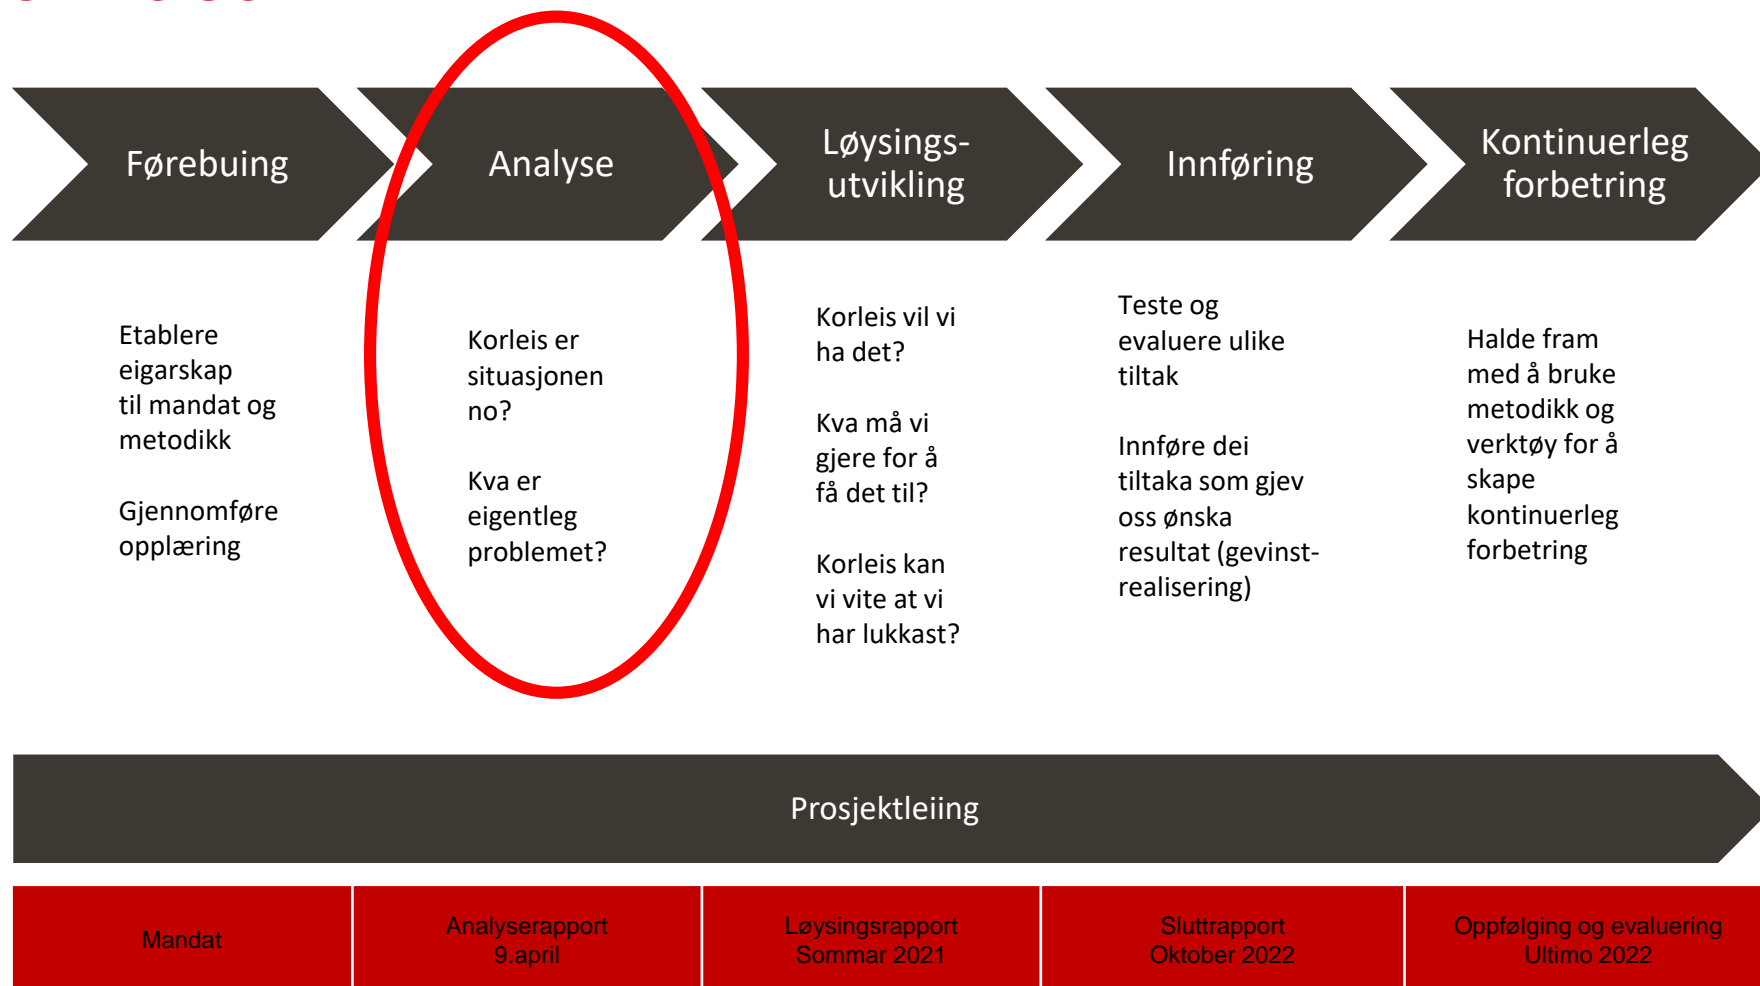 Førebuing
Analyse
Løysings-
utvikling
Innføring
Kontinuerleg
forbetring
Etablere
eigarskap
til mandat og
metodikk
Gjennomføre
opplæring
Korleis er
situasjonen
no?
Kva er
eigentleg
problemet?
Korleis vil vi
ha det?
Kva må vi
gjere for å
få det til?
Korleis kan
vi vite at vi
har lukkast?
Teste og
evaluere ulike
tiltak
Innføre dei
tiltaka som gjev
oss ønska
resultat (gevinst-
realisering)
Halde fram
med å bruke
metodikk og
verktøy for å
skape
kontinuerleg
forbetring
Prosjektleiing
Mandat
Analyserapport
9.april
Løysingsrapport
Sommar 2021
Sluttrapport
Oktober 2022
Oppfølging og evaluering
Ultimo 2022